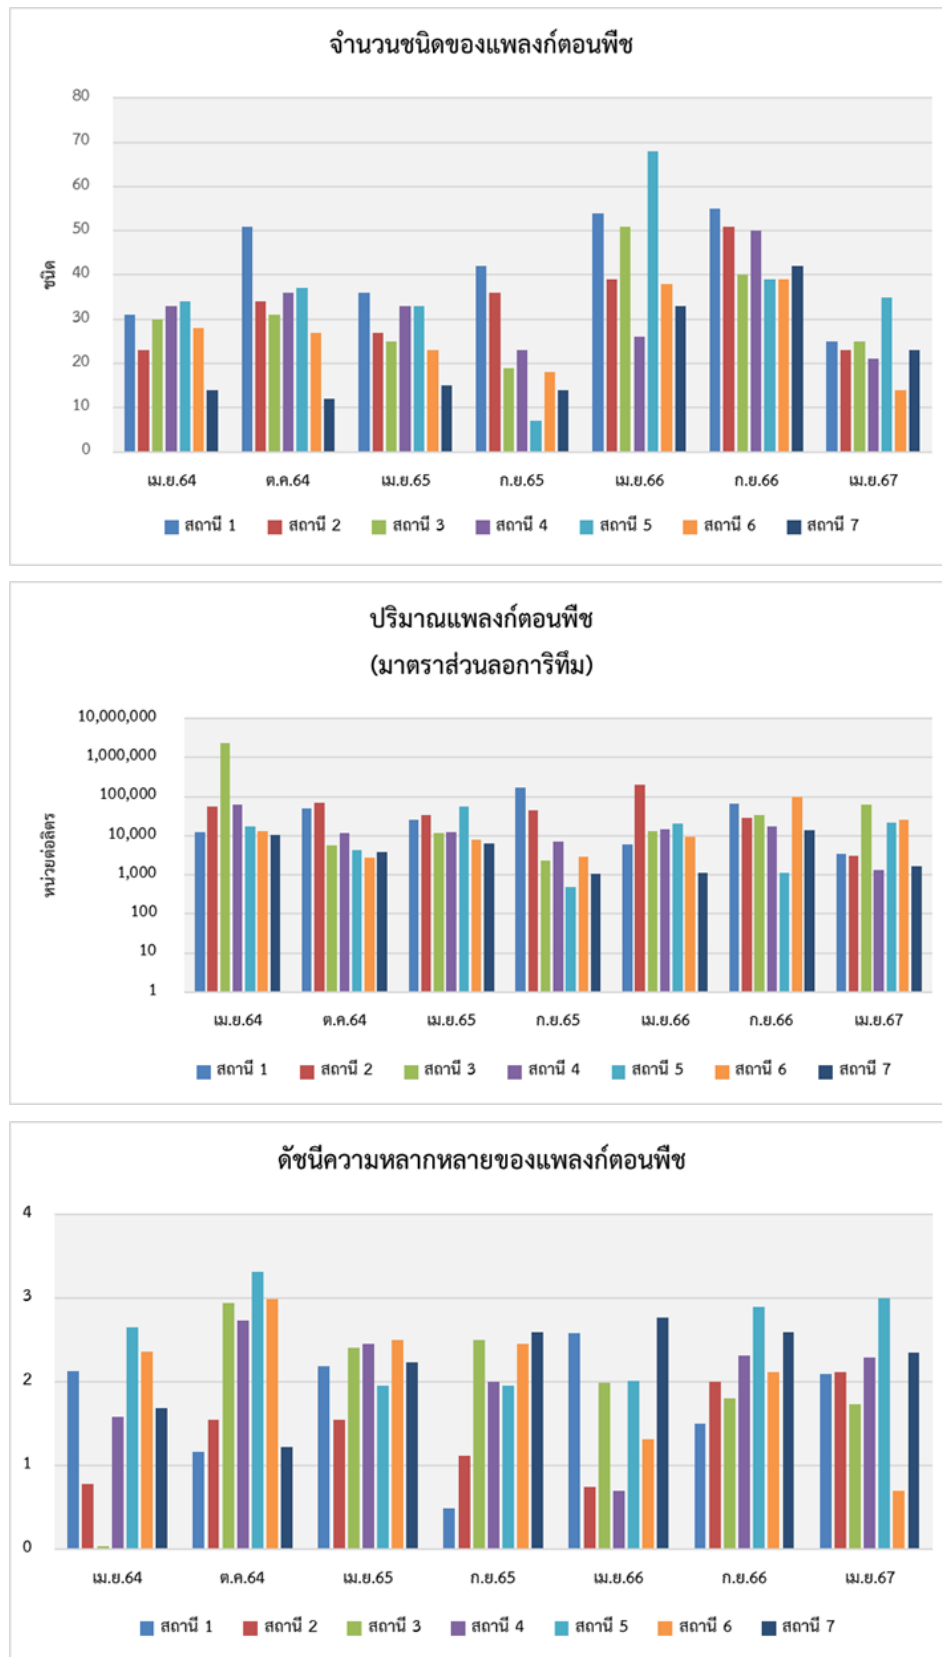 จำนวนชนิดของแพลงก์ตอนพืช
80
70
60
50
40
30
20
10
0
ชนิด
เม.ย.64 ต.ค.64 เม.ย.65 ก.ย.65 เม.ย.66 ก.ย.66 เม.ย.67
สถานี 1 สถานี 2 สถานี 3 สถานี 4 สถานี 5 สถานี 6 สถานี 7
ปริมาณแพลงก์ตอนพืช
(มาตราส่วนลอการิทึม)
10,000,000
1,000,000
100,000
10,000
1,000
100
10
1
หน่วยต่อลิตร
เม.ย.64 ต.ค.64 เม.ย.65 ก.ย.65 เม.ย.66 ก.ย.66 เม.ย.67
สถานี 1 สถานี 2 สถานี 3 สถานี 4 สถานี 5 สถานี 6 สถานี 7
ดัชนีความหลากหลายของแพลงก์ตอนพืช
4
3
2
1
0
เม.ย.64 ต.ค.64 เม.ย.65 ก.ย.65 เม.ย.66 ก.ย.66 เม.ย.67
สถานี 1 สถานี 2 สถานี 3 สถานี 4 สถานี 5 สถานี 6 สถานี 7